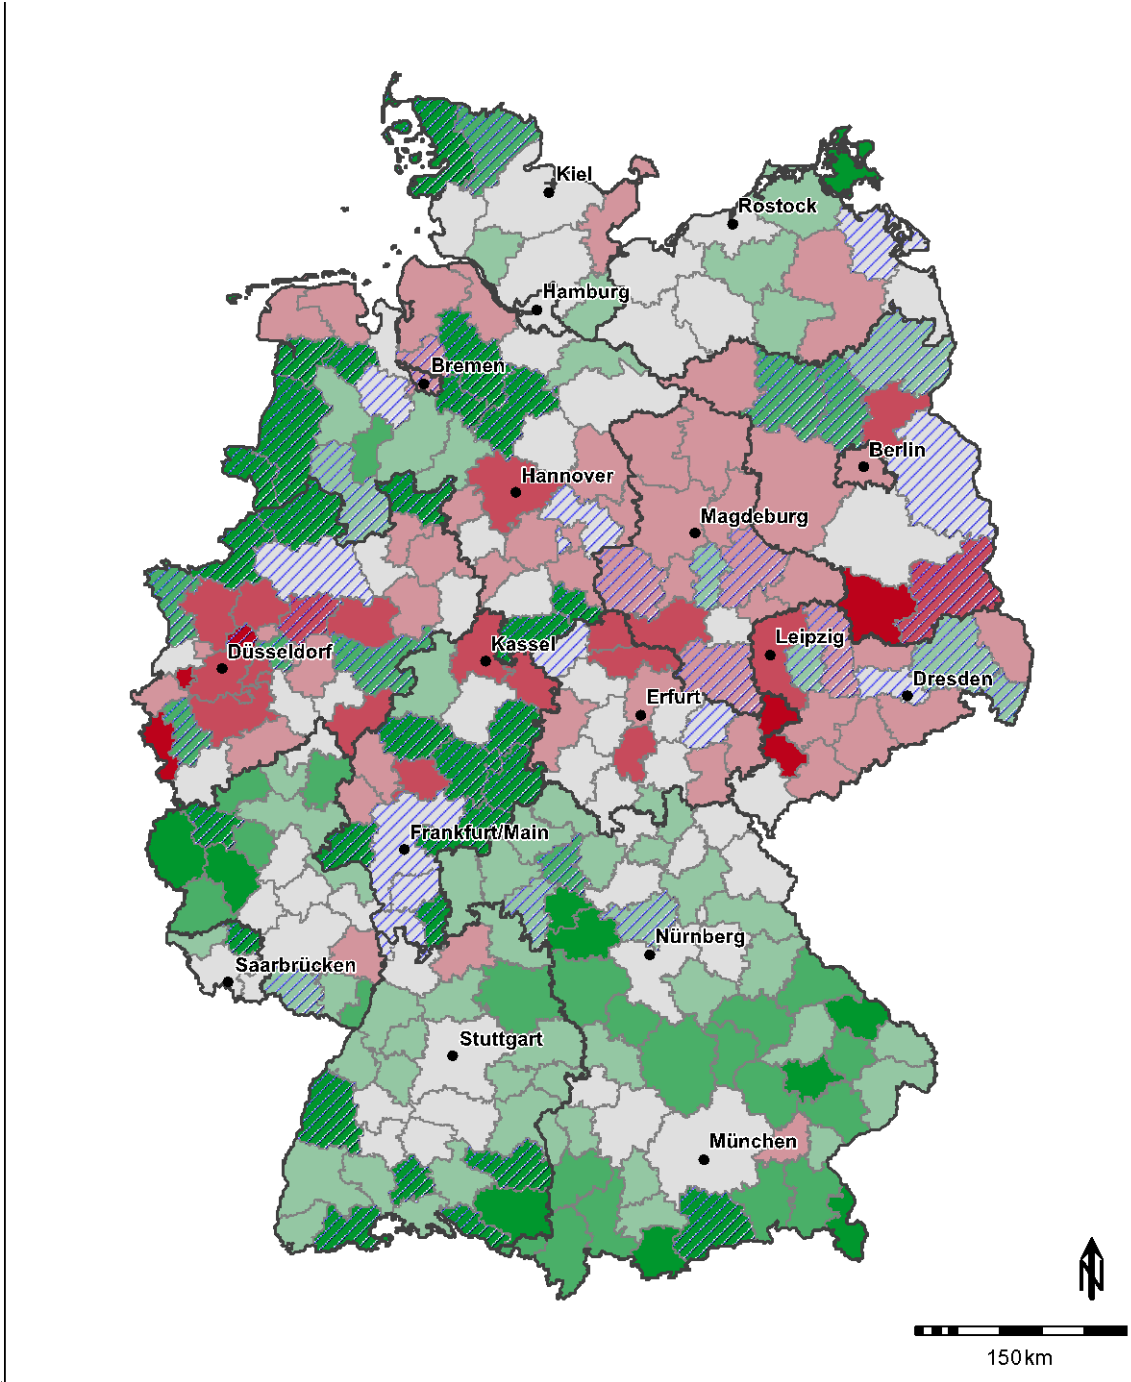 Kiel
Rostock
Hamburg
Bremen
Berlin
Hannover
Magdeburg
Leipzig
Düsseldorf
Kassel
Dresden
Erfurt
Frankfurt/Main
Nürnberg
Saarbrücken
Stuttgart
München
N
150 km